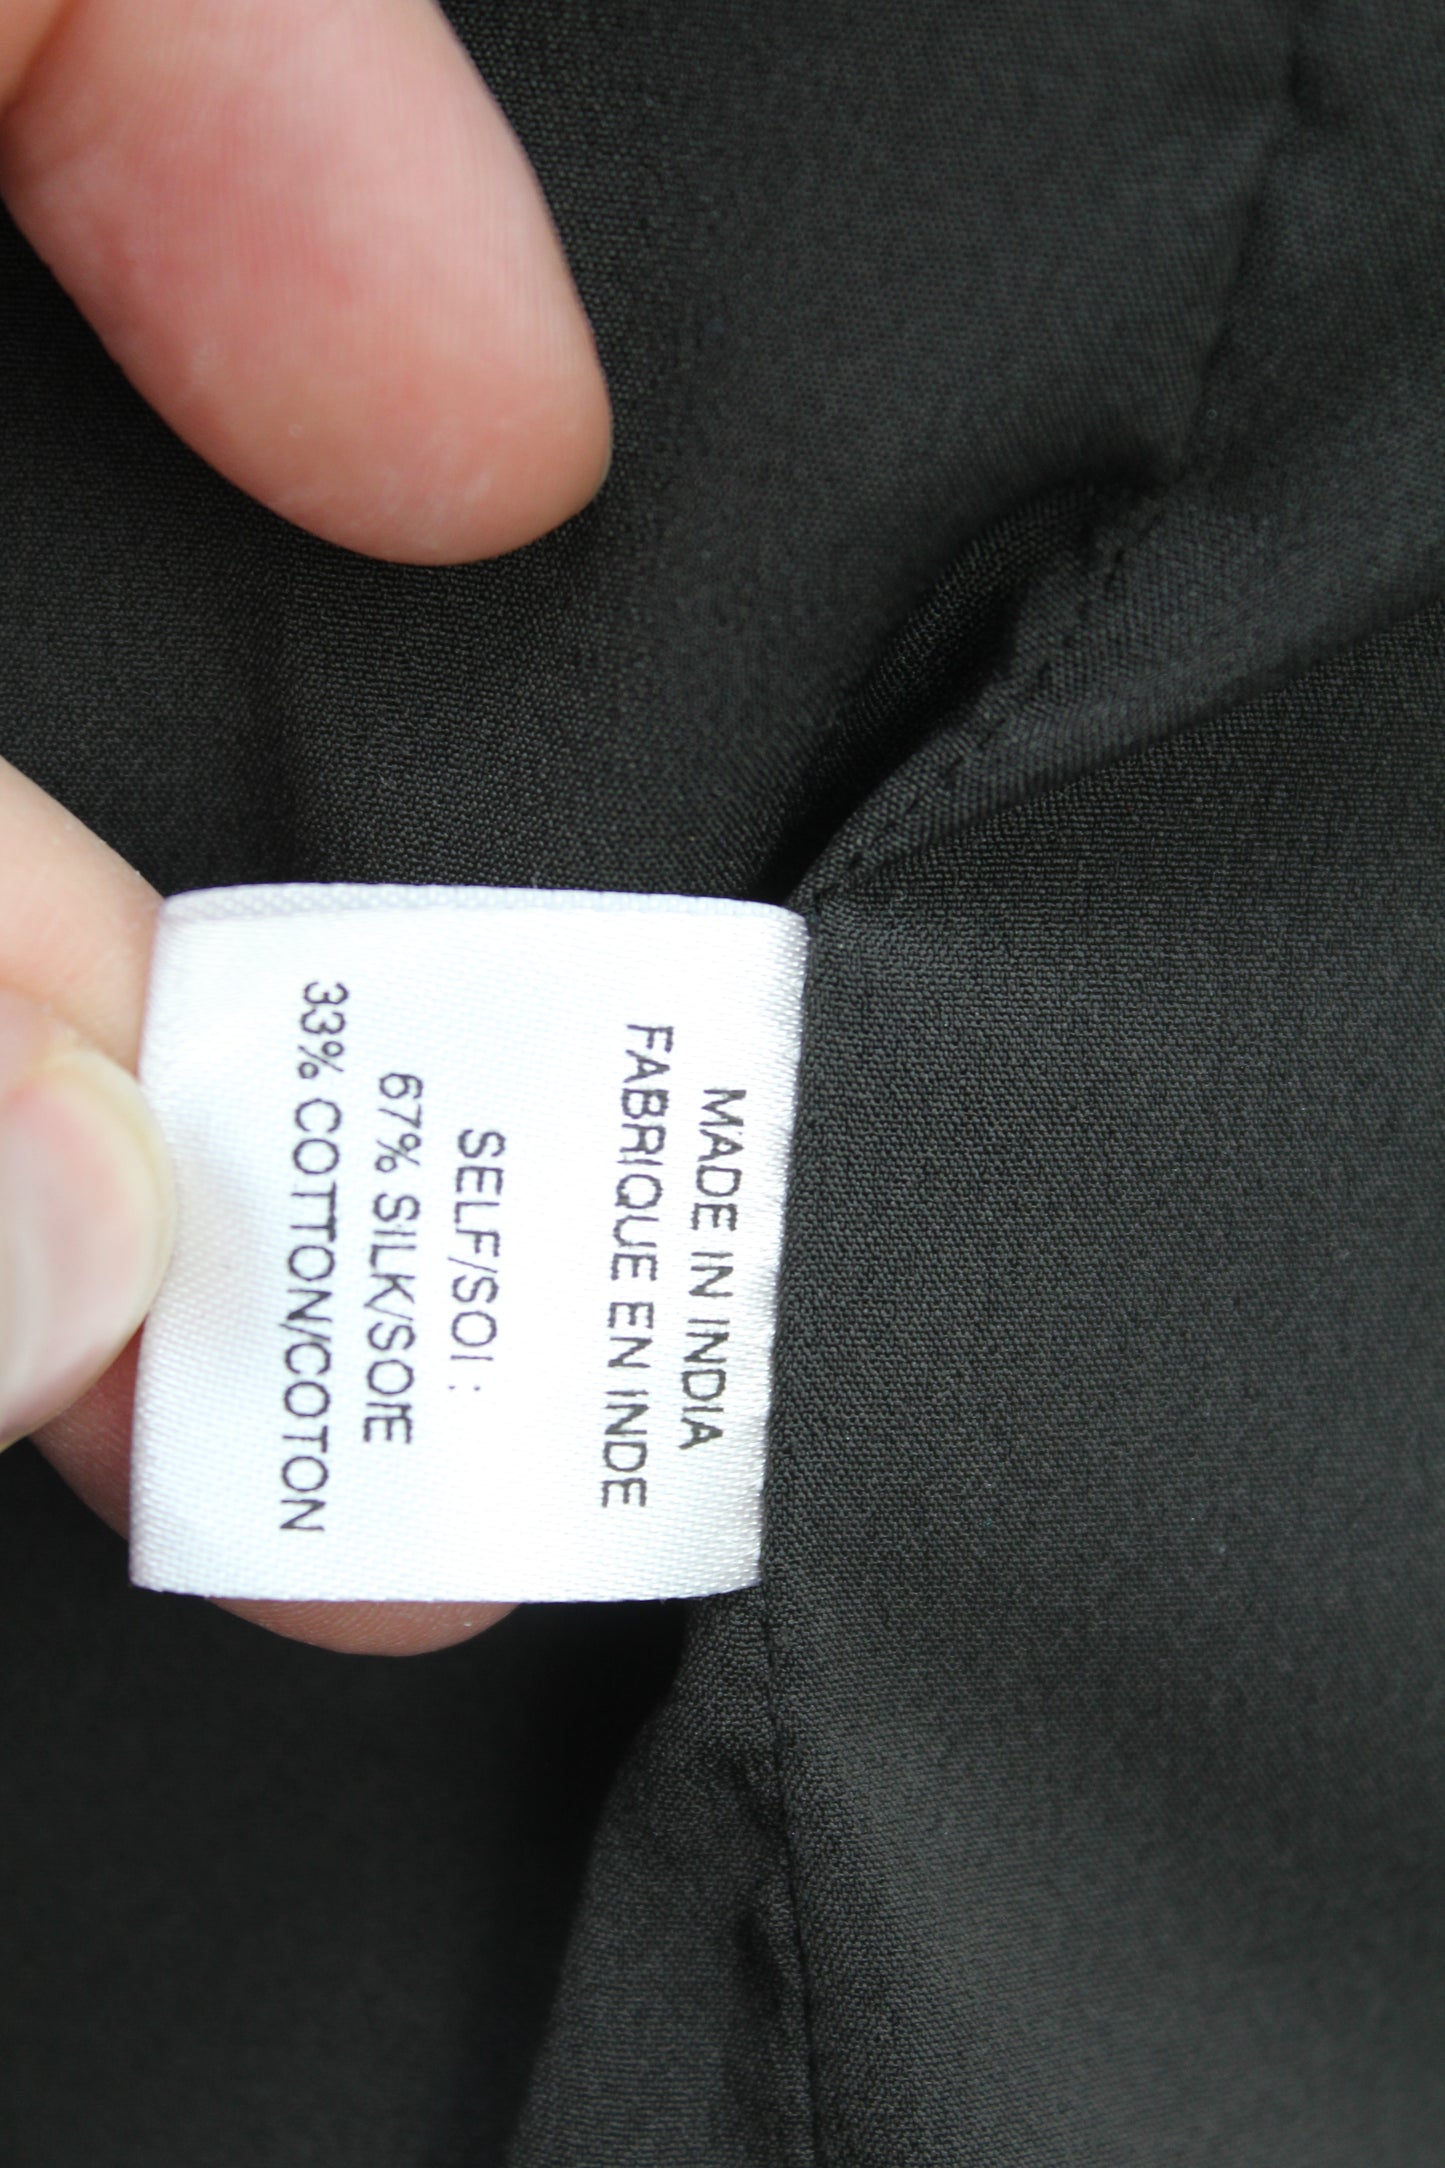 MADE IN INDIA
FABRIQUE EN INDE
SELF/SOI :
67% SILK/SOIE
33% COTTON/COTON